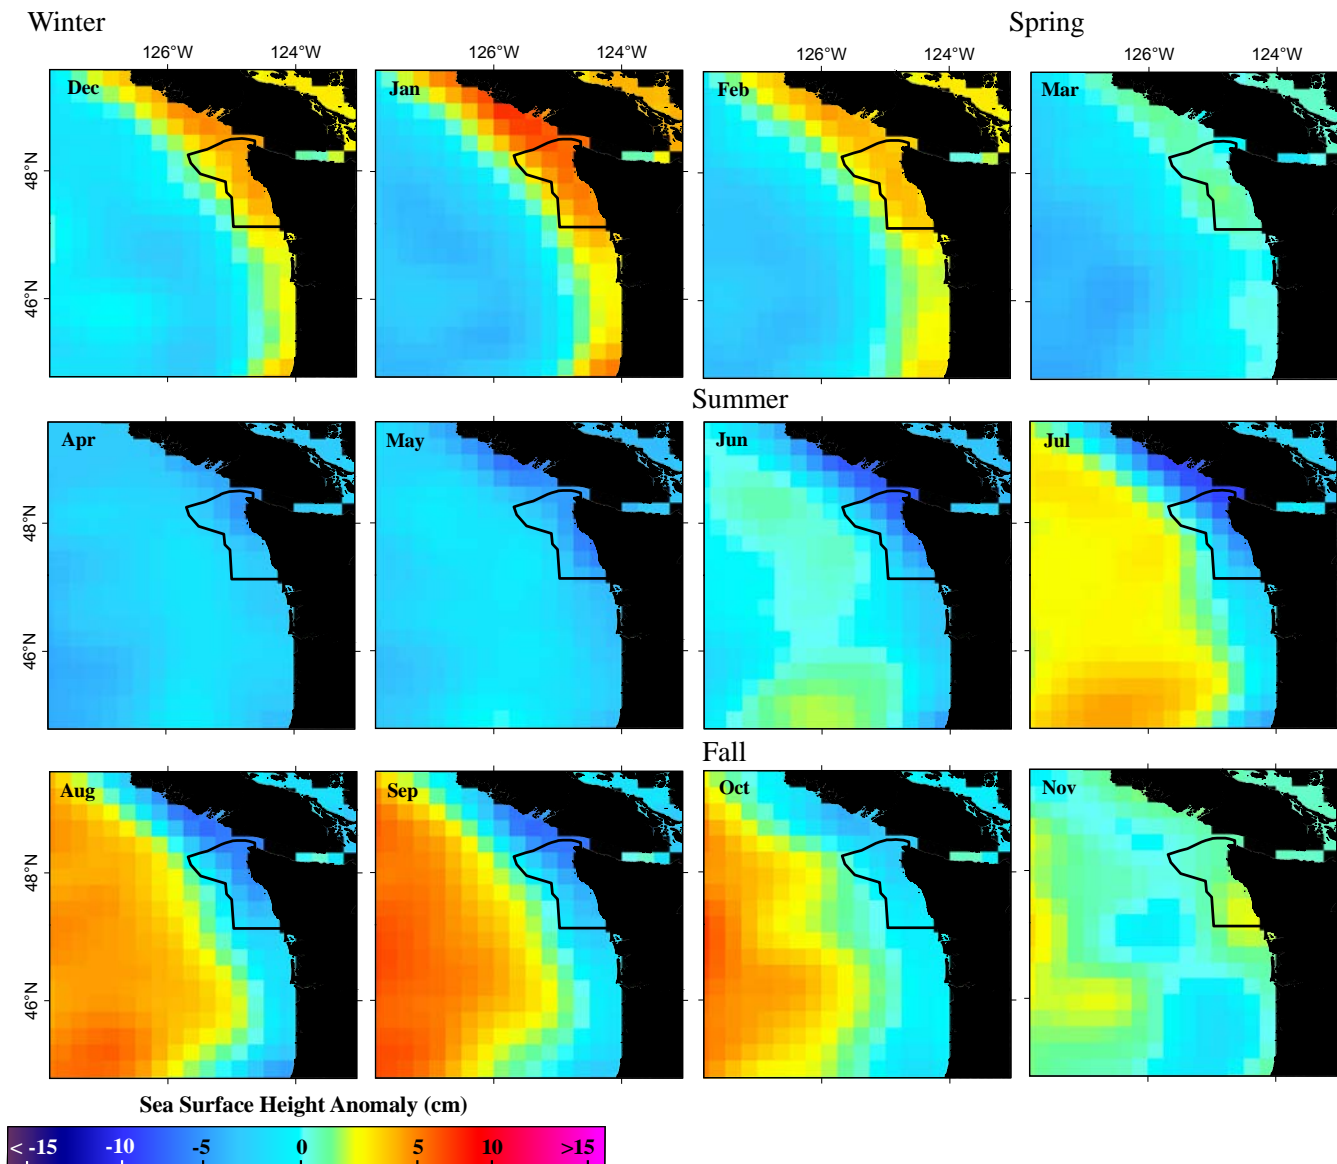 Winter
Spring
126°W 124°W 126°W 124°W 126°W 124°W 126°W 124°W
Dec Jan Feb Mar
48°N
46°N
Summer
Apr May Jun Jul
48°N
46°N
Fall
Aug Sep Oct Nov
48°N
46°N
Sea Surface Height Anomaly (cm)
< -15 -10 -5 0 5 10 >15